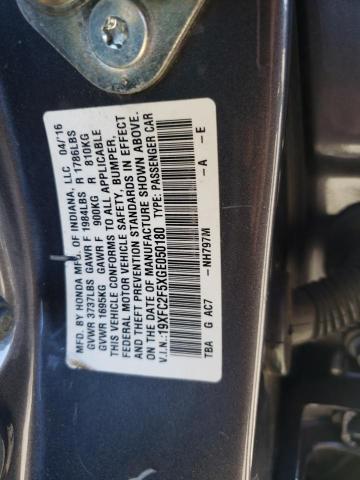 MFD. BY HONDA MFG. OF INDIANA, LLC 04/'16
GVWR 3737LBS GAWR F 1984LBS R 1786LBS
GVWR 1695KG GAWR F 900KG R 810KG
THIS VEHICLE CONFORMS TO ALL APPLICABLE
FEDERAL MOTOR VEHICLE SAFETY, BUMPER,
AND THEFT PREVENTION STANDARDS IN EFFECT
ON THE DATE OF MANUFACTURE SHOWN ABOVE.
V.I.N.: 19XFC2F5XGE050180 TYPE: PASSENGER CAR
TBA G AC7 -NH797M -A -E